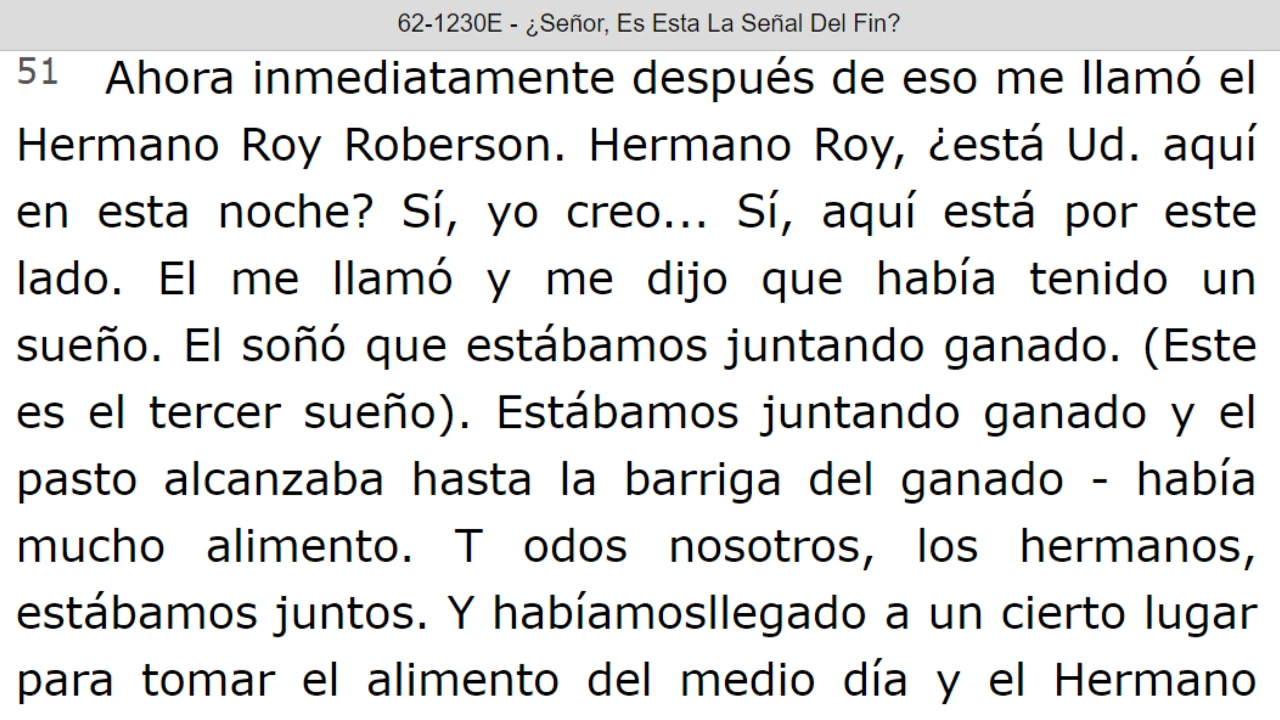 62-1230E - ¿Señor, Es Esta La Señal Del Fin?
51 Ahora inmediatamente después de eso me llamó el
Hermano Roy Roberson. Hermano Roy, ¿está Ud. aquí
en esta noche? Sí, yo creo... Sí, aquí está por este
lado. El me llamó y me dijo que había tenido un
sueño. El soñó que estábamos juntando ganado. (Este
es el tercer sueño). Estábamos juntando ganado y el
pasto alcanzaba hasta la barriga del ganado - había
mucho alimento. T odos nosotros, los hermanos,
estábamos juntos. Y habíamosllegado a un cierto lugar
para tomar el alimento del medio día y el Hermano